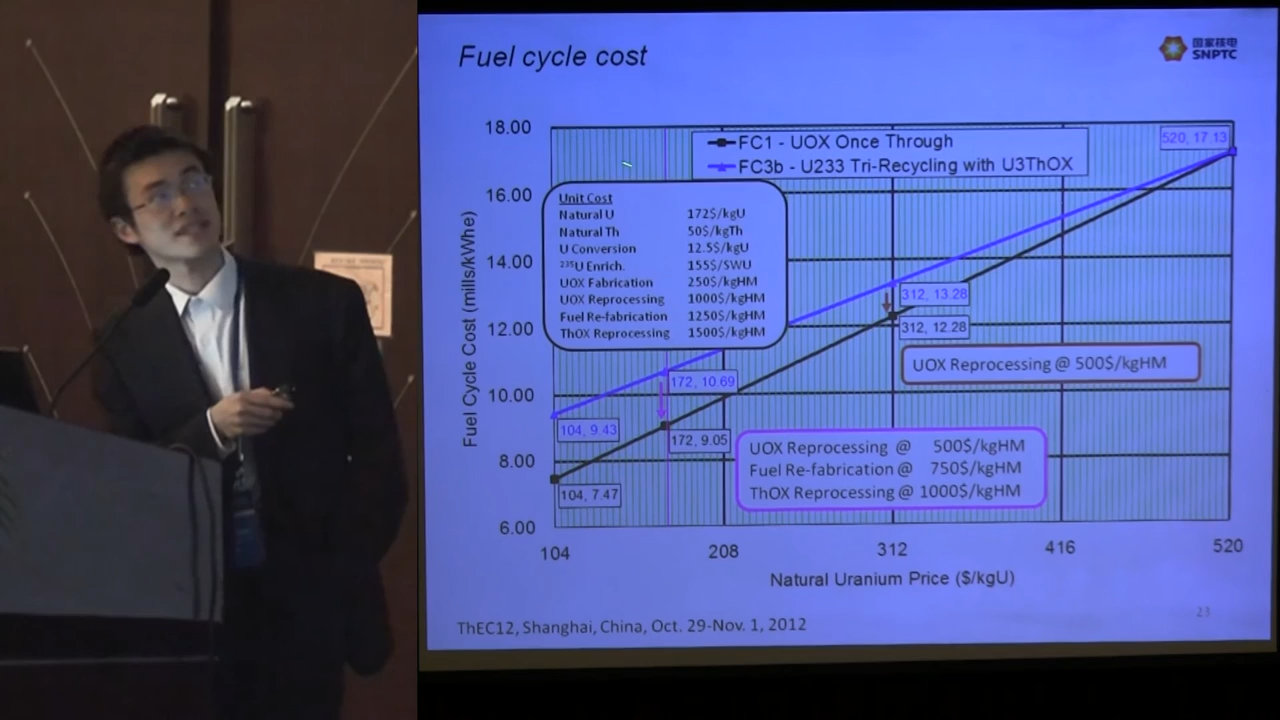 Fuel cycle cost
国家核电
SNPTC
18.00
16.00
14.00
12.00
10.00
8.00
6.00
Fuel Cycle Cost (mills/kWhe)
FC1 - UOX Once Through
FC3b - U233 Tri-Recycling with U3ThOX
520, 17.13
Unit Cost
Natural U 172$/kgU
Natural Th 50$/kgTh
U Conversion 12.5$/kgU
²³⁵U Enrich. 155$/SWU
UOX Fabrication 250$/kgHM
UOX Reprocessing 1000$/kgHM
Fuel Re-fabrication 1250$/kgHM
ThOX Reprocessing 1500$/kgHM
312, 13.28
312, 12.28
UOX Reprocessing @ 500$/kgHM
172, 10.69
172, 9.05
104, 9.43
104, 7.47
UOX Reprocessing @ 500$/kgHM
Fuel Re-fabrication @ 750$/kgHM
ThOX Reprocessing @ 1000$/kgHM
104 208 312 416 520
Natural Uranium Price ($/kgU)
23
ThEC12, Shanghai, China, Oct. 29-Nov. 1, 2012